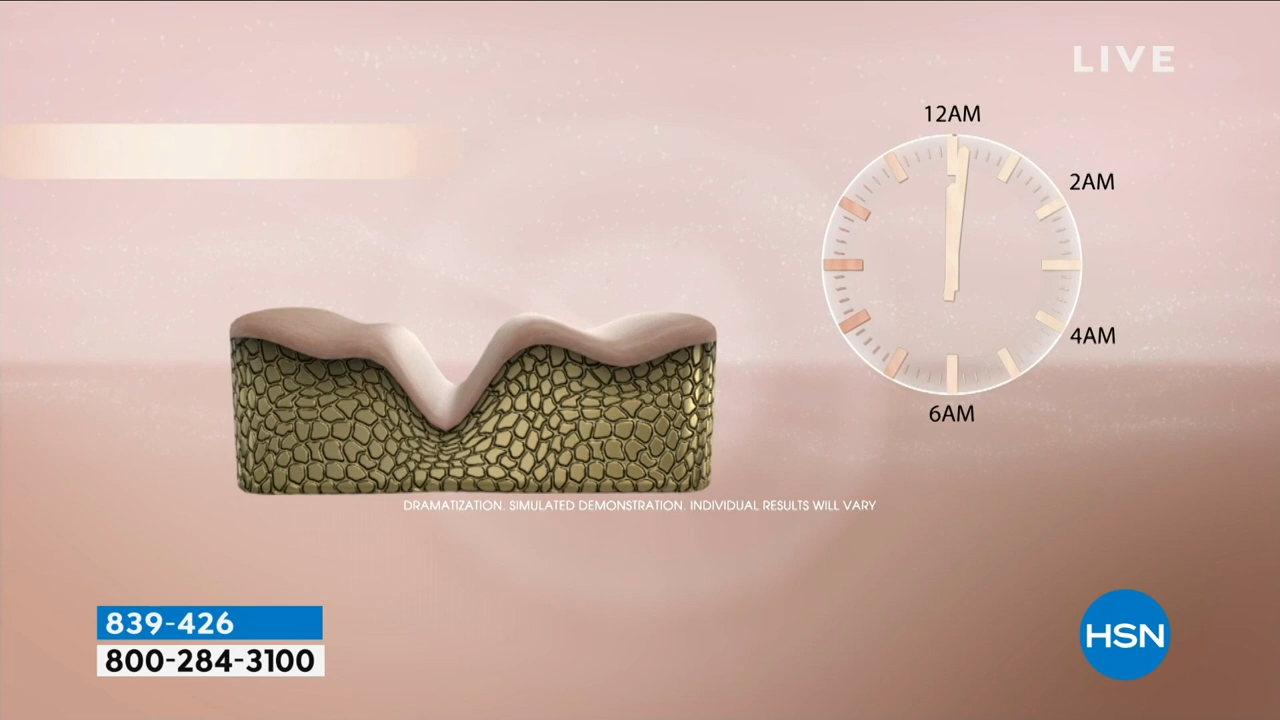 LIVE
12AM
2AM
4AM
6AM
DRAMATIZATION. SIMULATED DEMONSTRATION. INDIVIDUAL RESULTS WILL VARY
839-426
800-284-3100
HSN